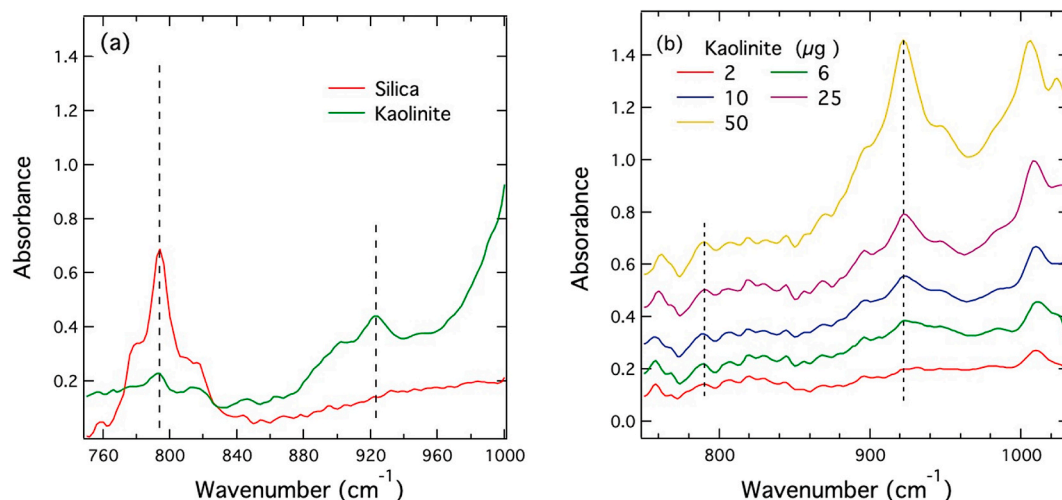 (a)
Silica
Kaolinite
1.4
1.2
1.0
0.8
0.6
0.4
0.2
Absorbance
760 800 840 880 920 960 1000
Wavenumber (cm-1)
(b)
Kaolinite (µg )
2 6
10 25
50
1.4
1.2
1.0
0.8
0.6
0.4
0.2
0.0
Absorabnce
800 900 1000
Wavenumber (cm-1)